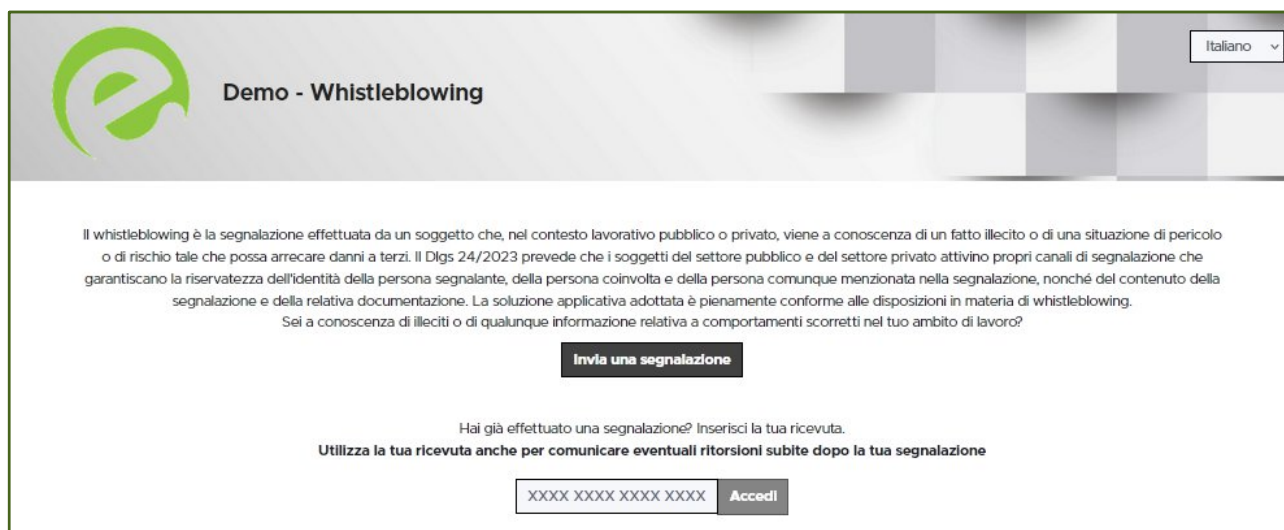 Italiano
Demo - Whistleblowing
Il whistleblowing è la segnalazione effettuata da un soggetto che, nel contesto lavorativo pubblico o privato, viene a conoscenza di un fatto illecito o di una situazione di pericolo
o di rischio tale che possa arrecare danni a terzi. Il Dlgs 24/2023 prevede che i soggetti del settore pubblico e del settore privato attivino propri canali di segnalazione che
garantiscano la riservatezza dell'identità della persona segnalante, della persona coinvolta e della persona comunque menzionata nella segnalazione, nonché del contenuto della
segnalazione e della relativa documentazione. La soluzione applicativa adottata è pienamente conforme alle disposizioni in materia di whistleblowing.
Sei a conoscenza di illeciti o di qualunque informazione relativa a comportamenti scorretti nel tuo ambito di lavoro?
Invia una segnalazione
Hai già effettuato una segnalazione? Inserisci la tua ricevuta.
Utilizza la tua ricevuta anche per comunicare eventuali ritorsioni subite dopo la tua segnalazione
XXXX XXXX XXXX XXXX Accedi